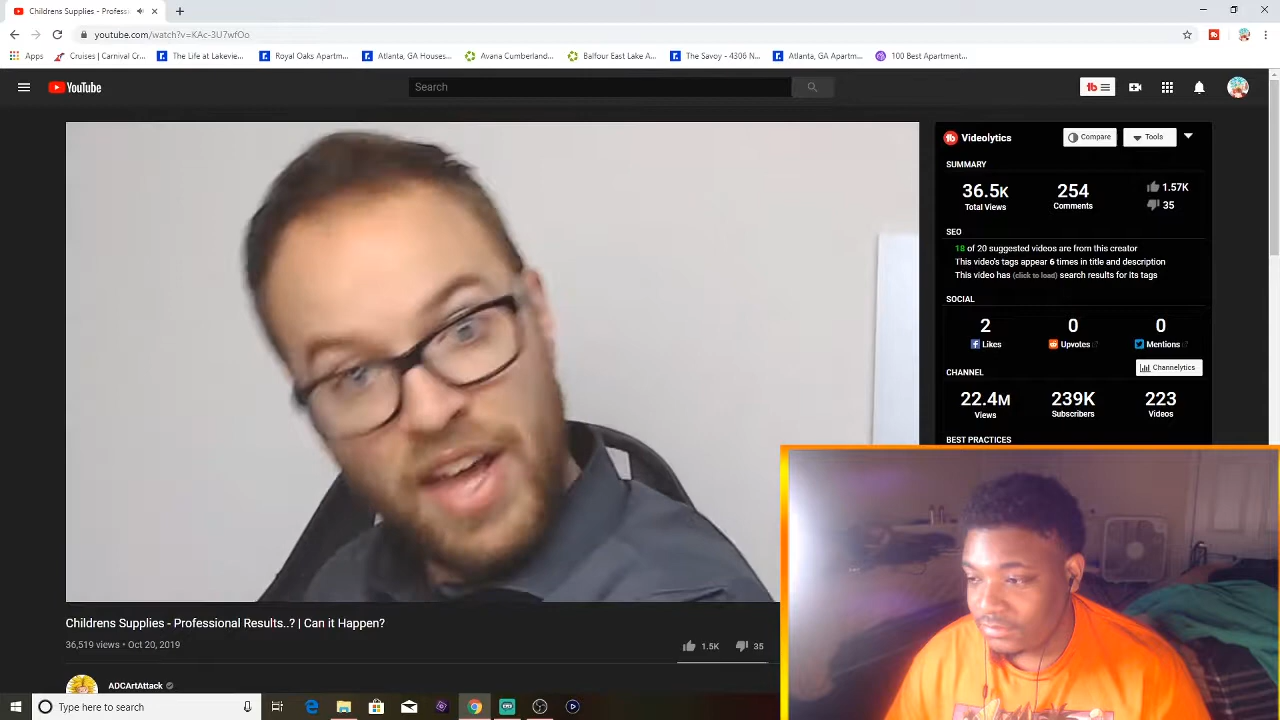 Childrens Supplies - Profess
youtube.com/watch?v=KAc-3U7wfOo
Apps
Cruises | Carnival Cr...
The Life at Lakevie...
Royal Oaks Apartm...
Atlanta, GA Houses...
Avana Cumberland...
Balfour East Lake A...
The Savoy - 4306 N...
Atlanta, GA Apartm...
100 Best Apartment...
YouTube
Search
Videolytics
Compare
Tools
SUMMARY
36.5K
254
1.57K
Total Views
Comments
35
SEO
18 of 20 suggested videos are from this creator
This video's tags appear 6 times in title and description
This video has (click to load) search results for its tags
SOCIAL
2
0
0
Likes
Upvotes
Mentions
CHANNEL
Channelytics
22.4M
239K
223
Views
Subscribers
Videos
BEST PRACTICES
Childrens Supplies - Professional Results..? | Can it Happen?
36,519 views • Oct 20, 2019
1.5K
35
ADCArtAttack
Type here to search